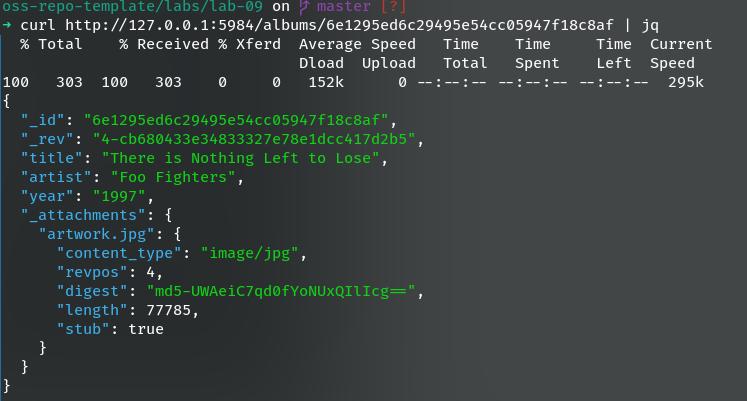 oss-repo-template/labs/lab-09 on  master [?]
➜ curl http://127.0.0.1:5984/albums/6e1295ed6c29495e54cc05947f18c8af | jq
  % Total    % Received % Xferd  Average Speed   Time    Time     Time  Current
                                 Dload  Upload   Total   Spent    Left  Speed
100   303  100   303    0     0   152k      0 --:--:-- --:--:-- --:--:--  295k
{
  "_id": "6e1295ed6c29495e54cc05947f18c8af",
  "_rev": "4-cb680433e34833327e78e1dcc417d2b5",
  "title": "There is Nothing Left to Lose",
  "artist": "Foo Fighters",
  "year": "1997",
  "_attachments": {
    "artwork.jpg": {
      "content_type": "image/jpg",
      "revpos": 4,
      "digest": "md5-UWAeiC7qd0fYoNUxQIlIcg==",
      "length": 77785,
      "stub": true
    }
  }
}